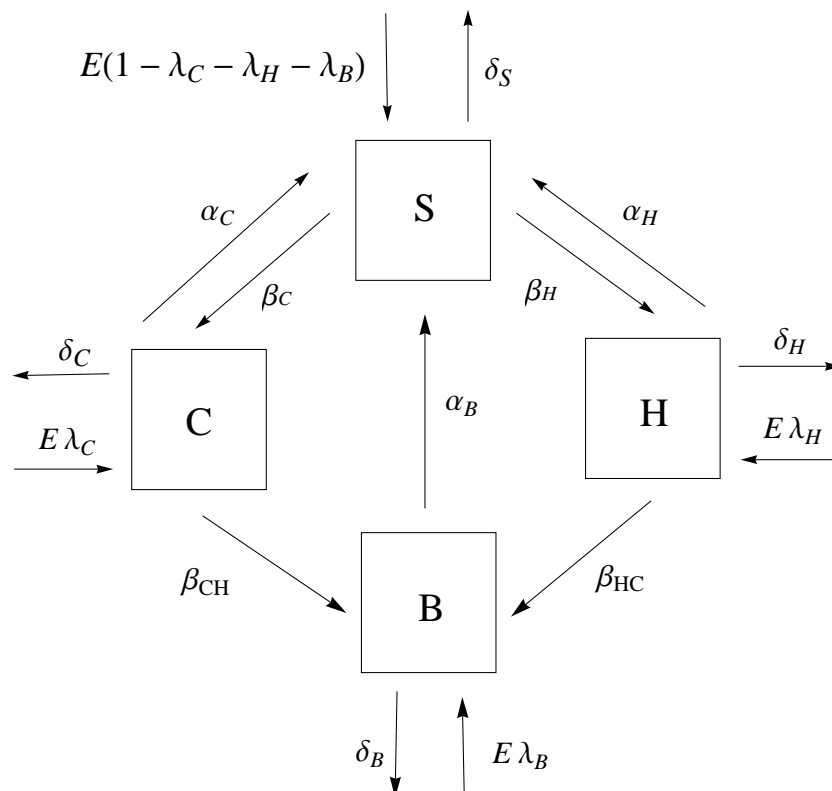 E(1 − λ_C − λ_H − λ_B)
δ_S
S
α_C
α_H
β_C
β_H
δ_C
δ_H
C
α_B
H
E λ_C
E λ_H
β_CH
B
β_HC
δ_B
E λ_B